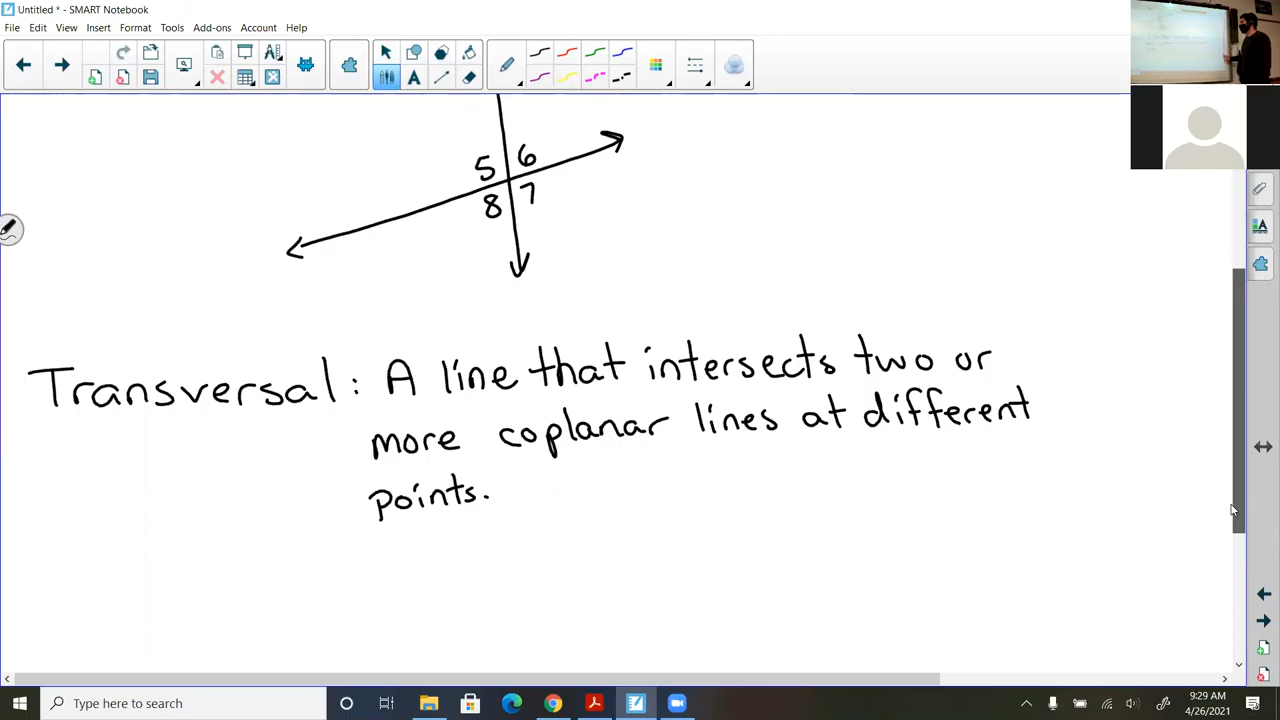 Untitled * - SMART Notebook
File Edit View Insert Format Tools Add-ons Account Help
5 6
8 7
Transversal: A line that intersects two or
more coplanar lines at different
points.
Type here to search
9:29 AM
4/26/2021